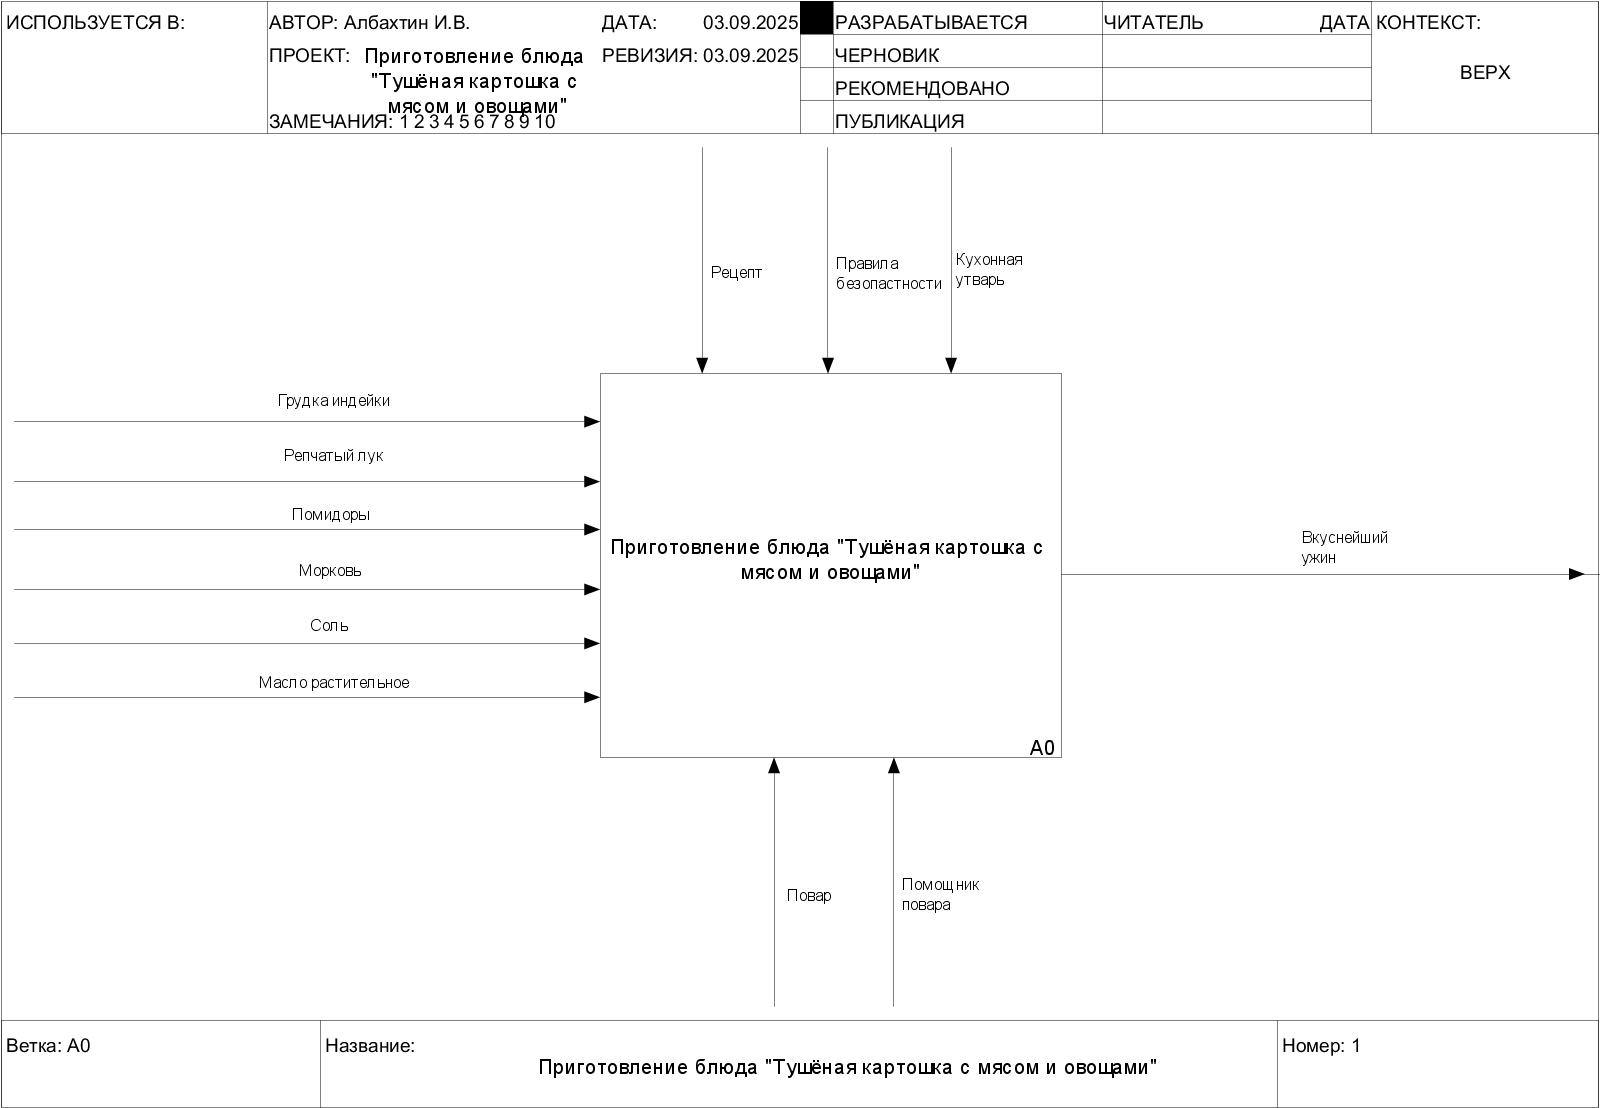 ИСПОЛЬЗУЕТСЯ В:
АВТОР: Албахтин И.В.
ДАТА: 03.09.2025
РАЗРАБАТЫВАЕТСЯ
ЧИТАТЕЛЬ
ДАТА
КОНТЕКСТ:
ПРОЕКТ: Приготовление блюда
"Тушёная картошка с
мясом и овощами"
РЕВИЗИЯ: 03.09.2025
ЧЕРНОВИК
ВЕРХ
РЕКОМЕНДОВАНО
ЗАМЕЧАНИЯ: 1 2 3 4 5 6 7 8 9 10
ПУБЛИКАЦИЯ
Рецепт
Правила
безопастности
Кухонная
утварь
Грудка индейки
Репчатый лук
Помидоры
Морковь
Соль
Масло растительное
Приготовление блюда "Тушёная картошка с
мясом и овощами"
A0
Вкуснейший
ужин
Повар
Помощник
повара
Ветка: A0
Название:
Приготовление блюда "Тушёная картошка с мясом и овощами"
Номер: 1